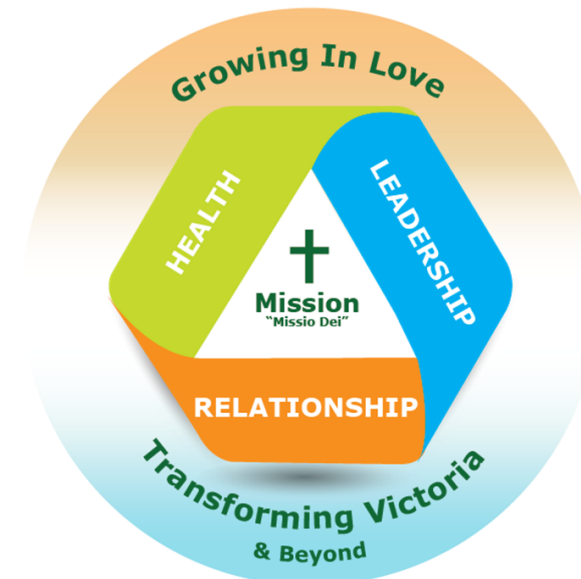 Growing In Love
HEALTH
LEADERSHIP
Mission
"Missio Dei"
RELATIONSHIP
Transforming Victoria
& Beyond